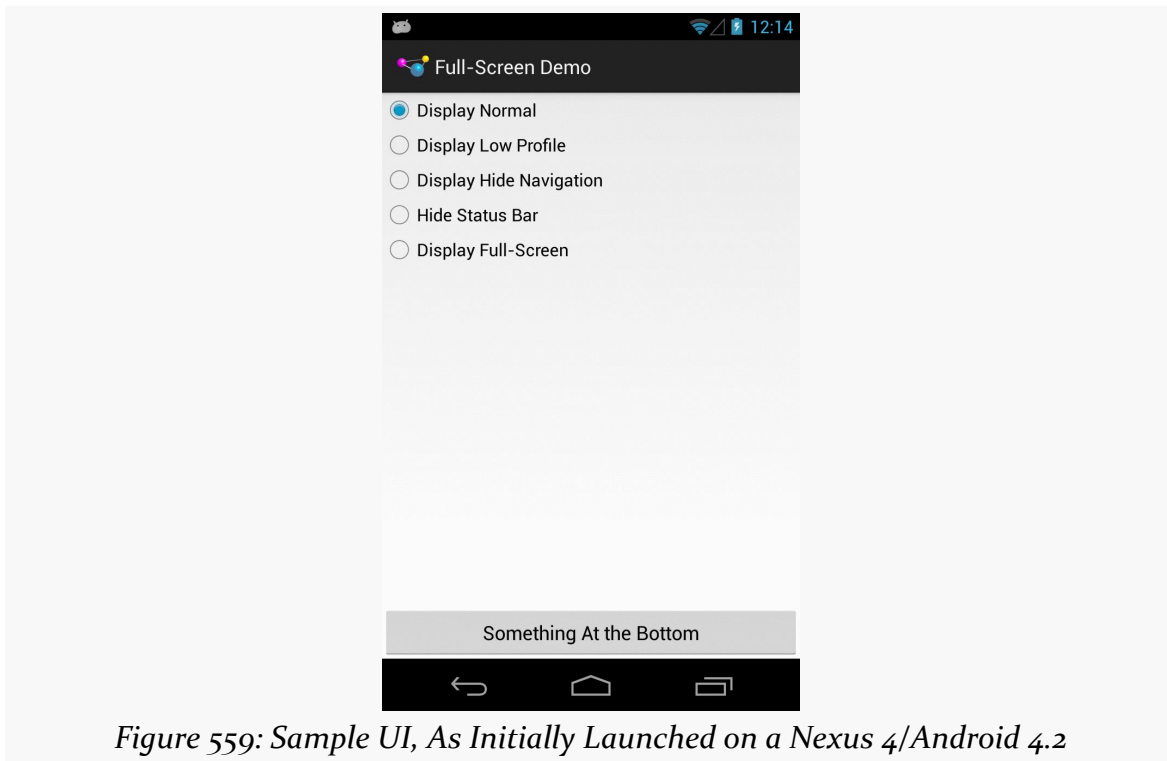 12:14
Full-Screen Demo
Display Normal
Display Low Profile
Display Hide Navigation
Hide Status Bar
Display Full-Screen
Something At the Bottom
Figure 559: Sample UI, As Initially Launched on a Nexus 4/Android 4.2